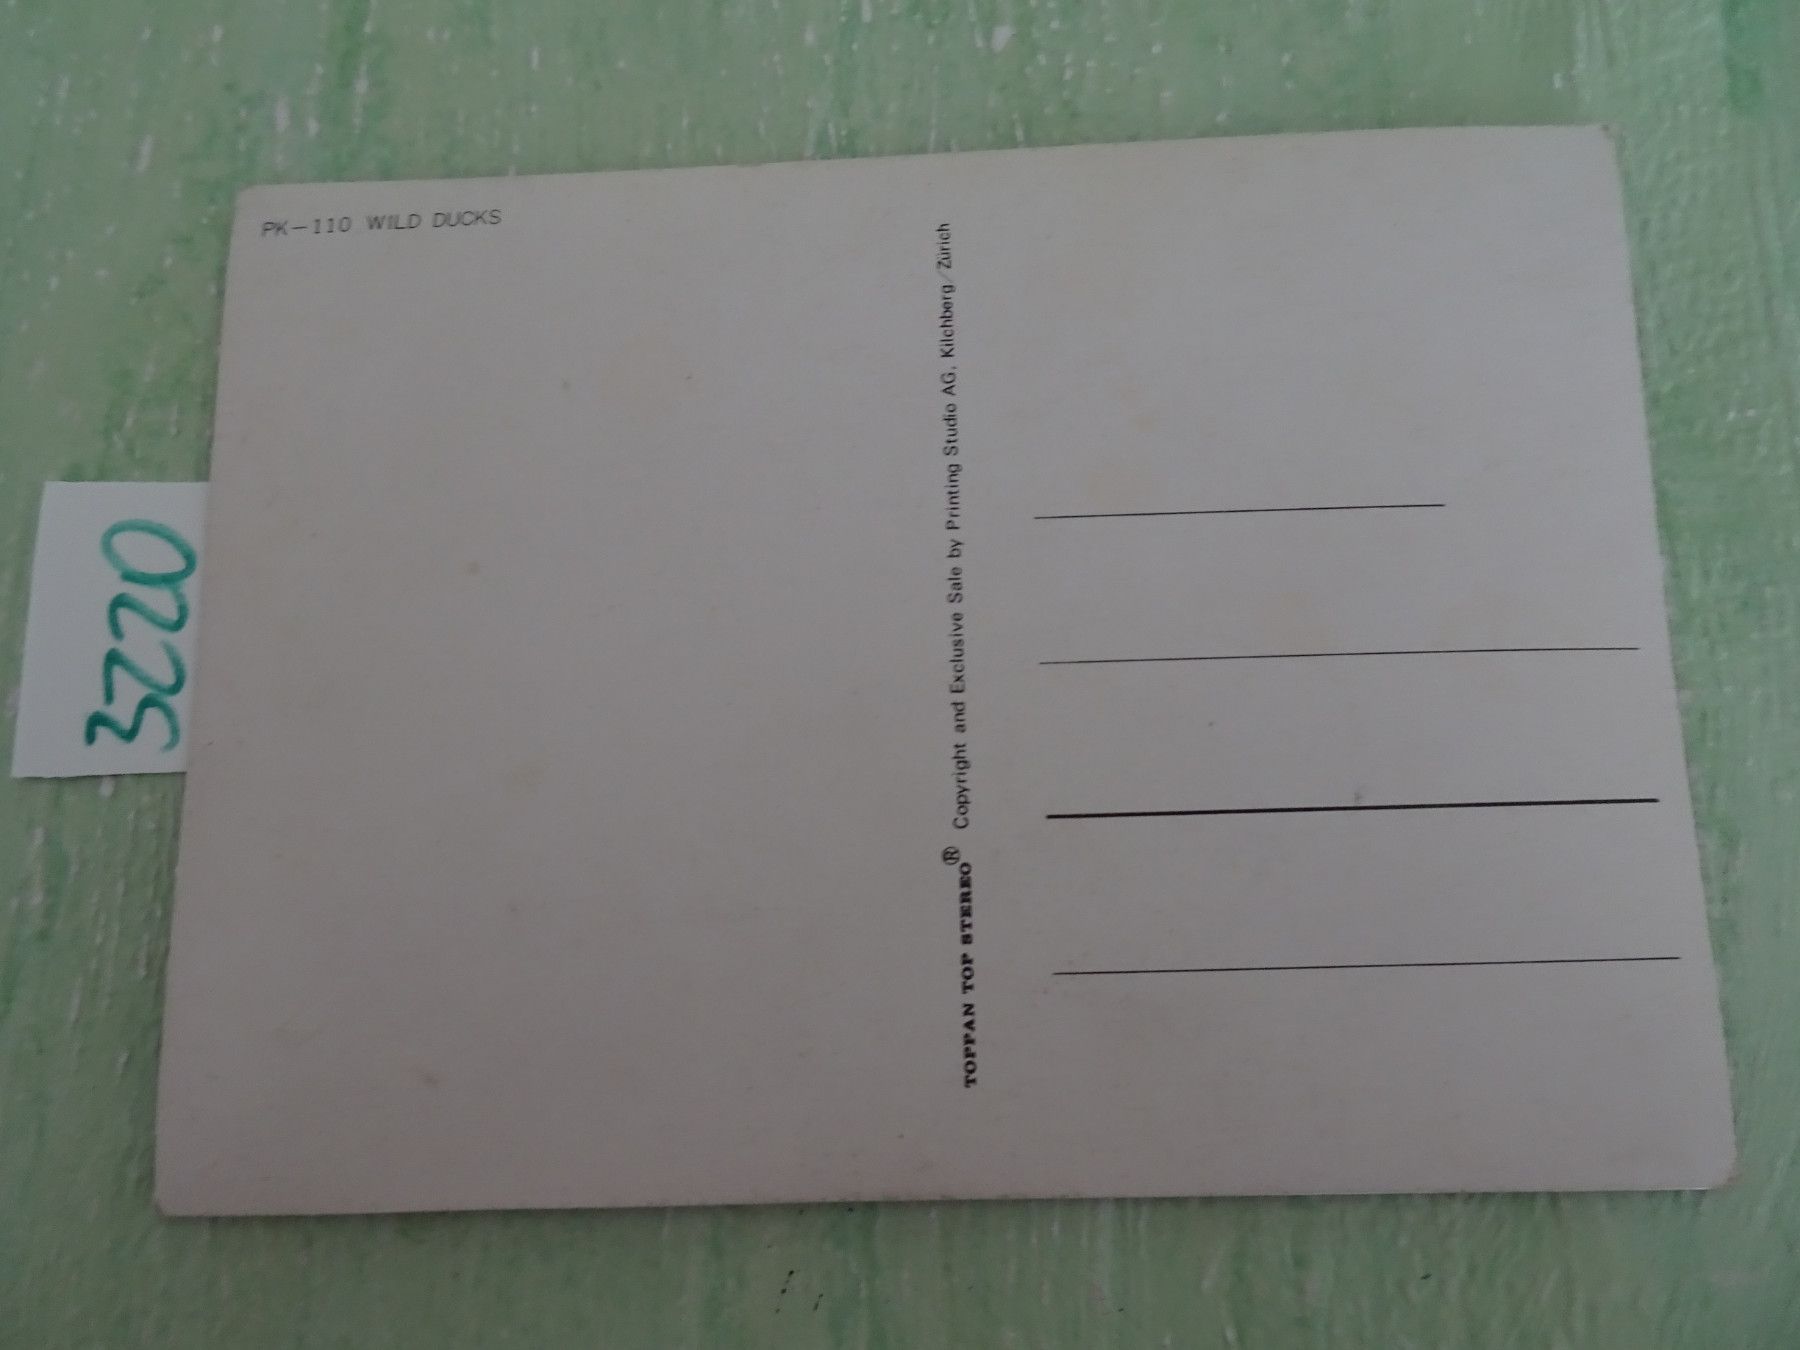 PK-110 WILD DUCKS
TOPPAN TOP STEREO® Copyright and Exclusive Sale by Printing Studio AG, Kilchberg/Zürich
3220